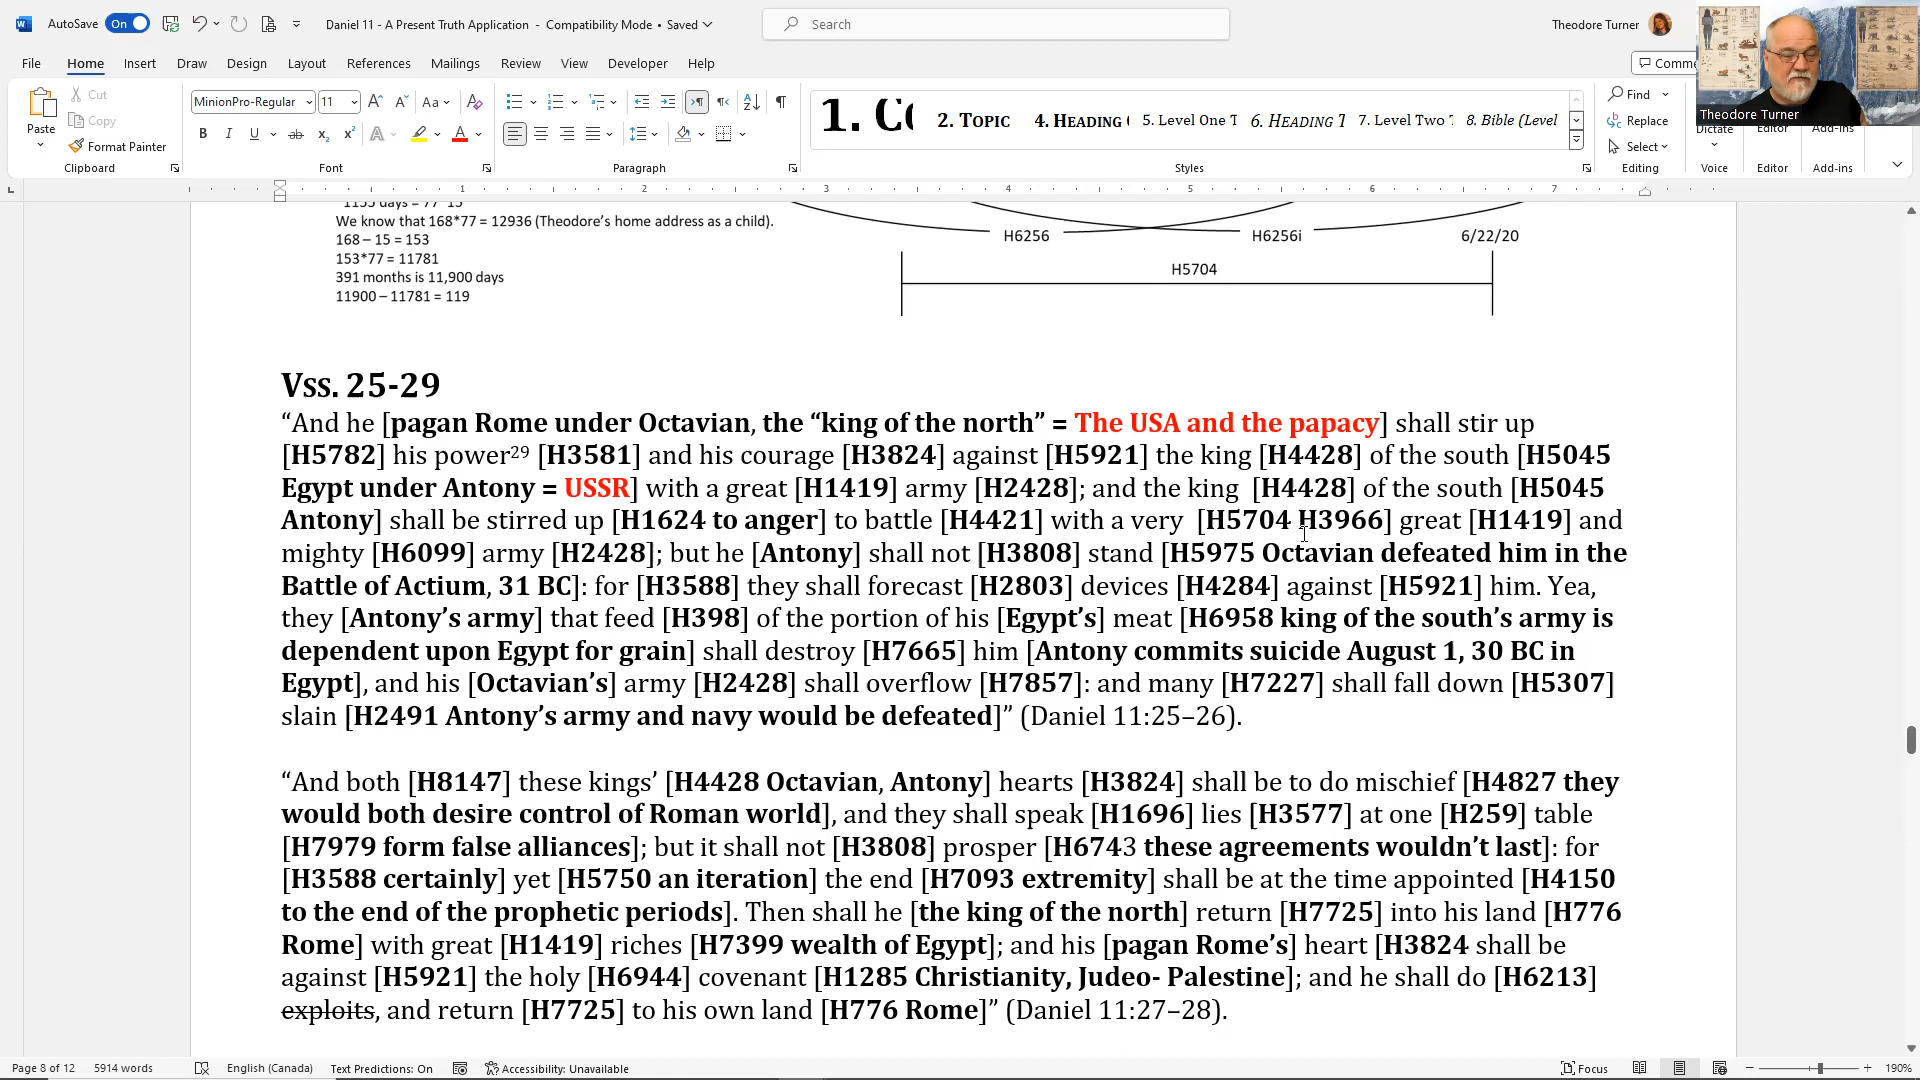 AutoSave On Daniel 11 - A Present Truth Application - Compatibility Mode • Saved Search Theodore Turner
File Home Insert Draw Design Layout References Mailings Review View Developer Help
Paste Cut Copy Format Painter Clipboard
MinionPro-Regular 11 Aa Font
Paragraph
2. TOPIC 5. Level One T 6. HEADING T 8. Bible (Level Styles
Find Replace Select Editing
Dictate Voice
Editor Editor
Add-ins Add-ins
Theodore Turner
1 2 3 4 5 6 7
1155 days = 77*15
We know that 168*77 = 12936 (Theodore’s home address as a child).
168 – 15 = 153
153*77 = 11781
391 months is 11,900 days
11900 – 11781 = 119
H6256 H6256i 6/22/20
H5704
VSS. 25-29
“And he [pagan Rome under Octavian, the “king of the north” = The USA and the papacy] shall stir up
[H5782] his power29 [H3581] and his courage [H3824] against [H5921] the king [H4428] of the south [H5045
Egypt under Antony = USSR] with a great [H1419] army [H2428]; and the king [H4428] of the south [H5045
Antony] shall be stirred up [H1624 to anger] to battle [H4421] with a very [H5704 H3966] great [H1419] and
mighty [H6099] army [H2428]; but he [Antony] shall not [H3808] stand [H5975 Octavian defeated him in the
Battle of Actium, 31 BC]: for [H3588] they shall forecast [H2803] devices [H4284] against [H5921] him. Yea,
they [Antony’s army] that feed [H398] of the portion of his [Egypt’s] meat [H6958 king of the south’s army is
dependent upon Egypt for grain] shall destroy [H7665] him [Antony commits suicide August 1, 30 BC in
Egypt], and his [Octavian’s] army [H2428] shall overflow [H7857]: and many [H7227] shall fall down [H5307]
slain [H2491 Antony’s army and navy would be defeated]” (Daniel 11:25–26).
“And both [H8147] these kings’ [H4428 Octavian, Antony] hearts [H3824] shall be to do mischief [H4827 they
would both desire control of Roman world], and they shall speak [H1696] lies [H3577] at one [H259] table
[H7979 form false alliances]; but it shall not [H3808] prosper [H6743 these agreements wouldn’t last]: for
[H3588 certainly] yet [H5750 an iteration] the end [H7093 extremity] shall be at the time appointed [H4150
to the end of the prophetic periods]. Then shall he [the king of the north] return [H7725] into his land [H776
Rome] with great [H1419] riches [H7399 wealth of Egypt]; and his [pagan Rome’s] heart [H3824 shall be
against [H5921] the holy [H6944] covenant [H1285 Christianity, Judeo- Palestine]; and he shall do [H6213]
exploits, and return [H7725] to his own land [H776 Rome]” (Daniel 11:27–28).
Page 8 of 12 5914 words English (Canada) Text Predictions: On Accessibility: Unavailable Focus 190%